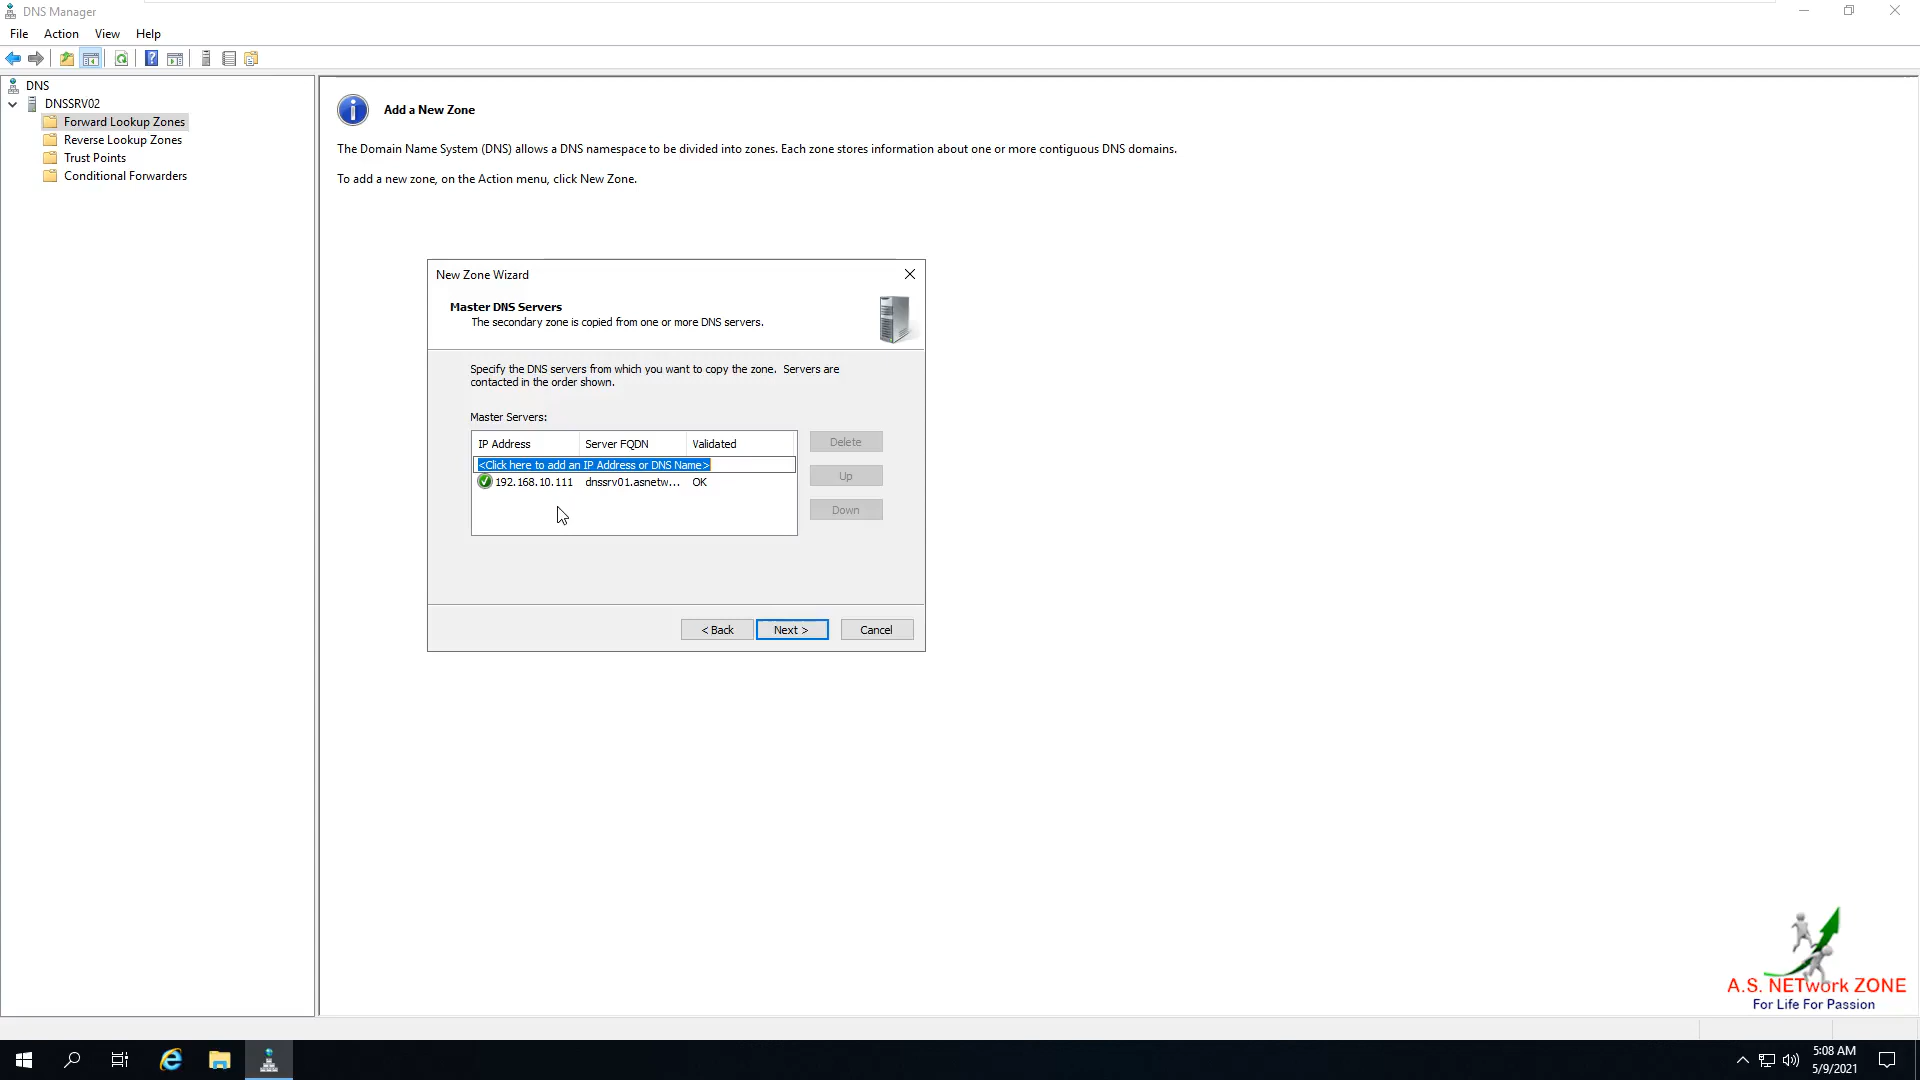 DNS Manager
File Action View Help
DNS
DNSSRV02
Forward Lookup Zones
Reverse Lookup Zones
Trust Points
Conditional Forwarders
Add a New Zone
The Domain Name System (DNS) allows a DNS namespace to be divided into zones. Each zone stores information about one or more contiguous DNS domains.
To add a new zone, on the Action menu, click New Zone.
New Zone Wizard
Master DNS Servers
The secondary zone is copied from one or more DNS servers.
Specify the DNS servers from which you want to copy the zone. Servers are
contacted in the order shown.
Master Servers:
IP Address Server FQDN Validated
<Click here to add an IP Address or DNS Name>
192.168.10.111 dnssrv01.asnetw... OK
Delete
Up
Down
< Back Next > Cancel
A.S. NETwork ZONE
For Life For Passion
5:08 AM
5/9/2021